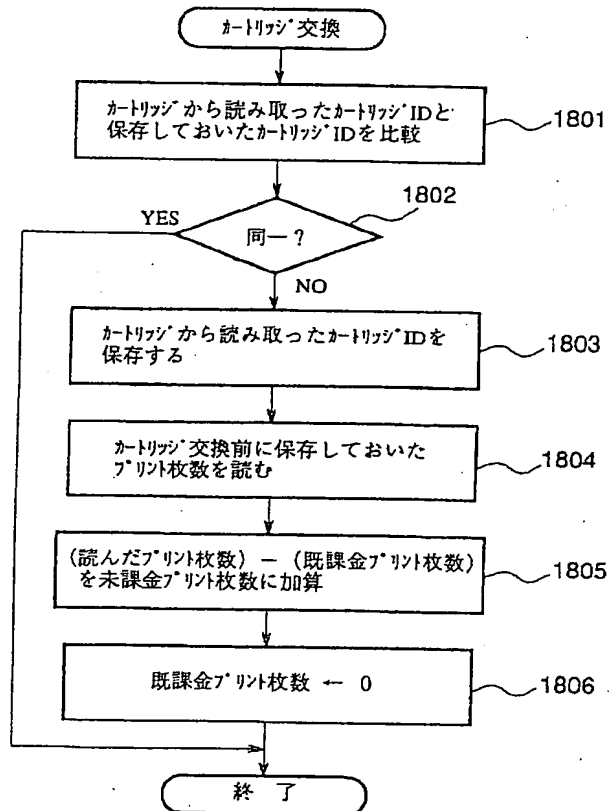 カートリッジ交換
カートリッジから読み取ったカートリッジIDと
保存しておいたカートリッジIDを比較
1801
1802
YES
同一？
NO
カートリッジから読み取ったカートリッジIDを
保存する
1803
カートリッジ交換前に保存しておいた
プリント枚数を読む
1804
(読んだプリント枚数) － (既課金プリント枚数)
を未課金プリント枚数に加算
1805
既課金プリント枚数 ← 0
1806
終 了